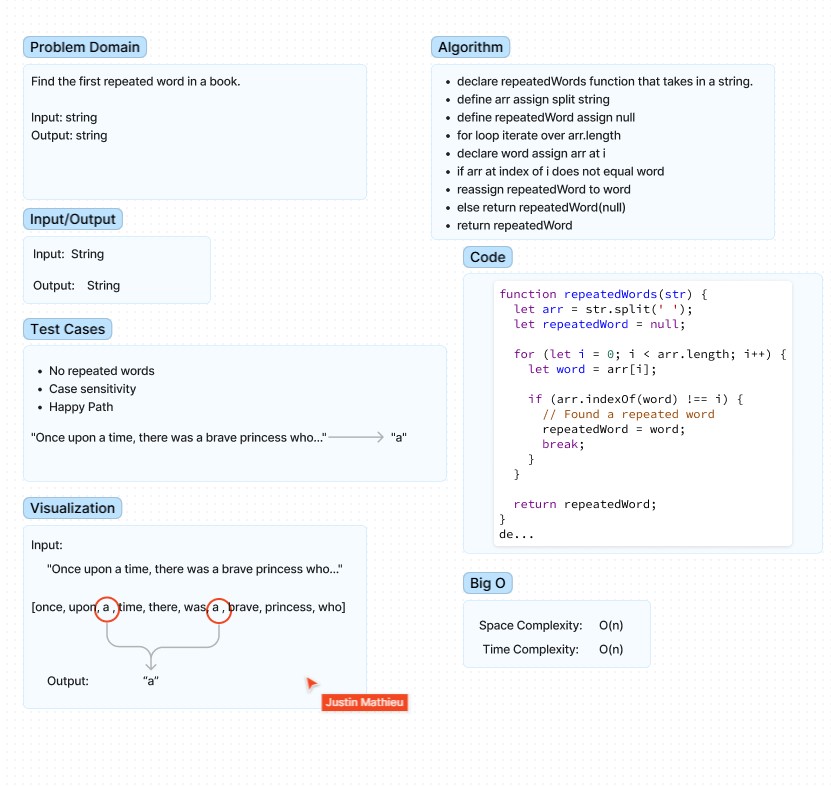 Problem Domain
Find the first repeated word in a book.
Input: string
Output: string
Input/Output
Input: String
Output: String
Test Cases
• No repeated words
• Case sensitivity
• Happy Path
"Once upon a time, there was a brave princess who..." "a"
Visualization
Input:
"Once upon a time, there was a brave princess who..."
[once, upon, a , time, there, was, a , brave, princess, who]
Output: "a"
Justin Mathieu
Algorithm
• declare repeatedWords function that takes in a string.
• define arr assign split string
• define repeatedWord assign null
• for loop iterate over arr.length
• declare word assign arr at i
• if arr at index of i does not equal word
• reassign repeatedWord to word
• else return repeatedWord(null)
• return repeatedWord
Code
function repeatedWords(str) {
let arr = str.split(' ');
let repeatedWord = null;
for (let i = 0; i < arr.length; i++) {
let word = arr[i];
if (arr.indexOf(word) !== i) {
// Found a repeated word
repeatedWord = word;
break;
}
}
return repeatedWord;
}
de...
Big O
Space Complexity: O(n)
Time Complexity: O(n)